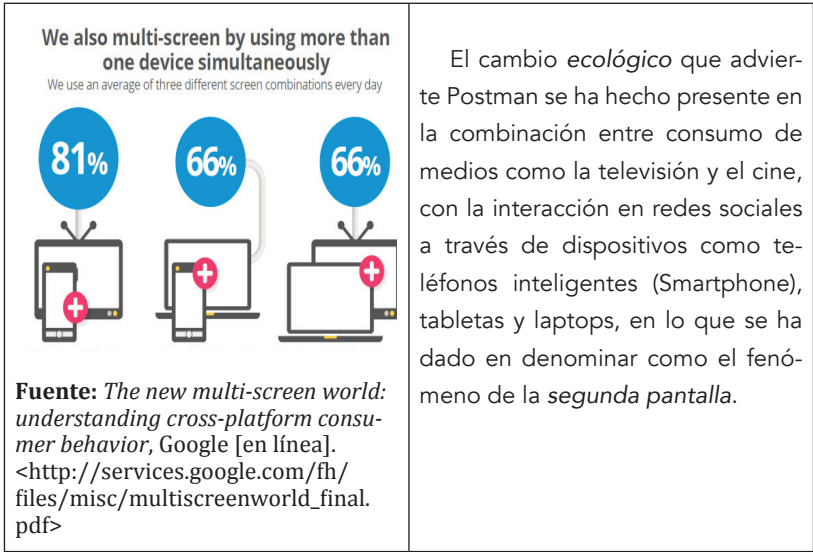 We also multi-screen by using more than
one device simultaneously
We use an average of three different screen combinations every day
81%
66%
66%
Fuente: The new multi-screen world:
understanding cross-platform consu-
mer behavior, Google [en línea].
<http://services.google.com/fh/
files/misc/multiscreenworld_final.
pdf>
El cambio ecológico que advier-
te Postman se ha hecho presente en
la combinación entre consumo de
medios como la televisión y el cine,
con la interacción en redes sociales
a través de dispositivos como te-
léfonos inteligentes (Smartphone),
tabletas y laptops, en lo que se ha
dado en denominar como el fenó-
meno de la segunda pantalla.